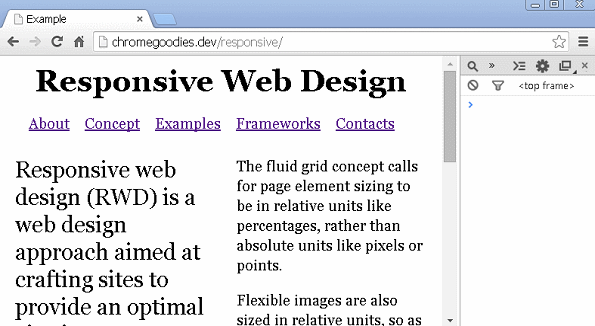 Example
chromegoodies.dev/responsive/
<top frame>
Responsive Web Design
About Concept Examples Frameworks Contacts
Responsive web
design (RWD) is a
web design
approach aimed at
crafting sites to
provide an optimal
The fluid grid concept calls
for page element sizing to
be in relative units like
percentages, rather than
absolute units like pixels or
points.
Flexible images are also
sized in relative units, so as